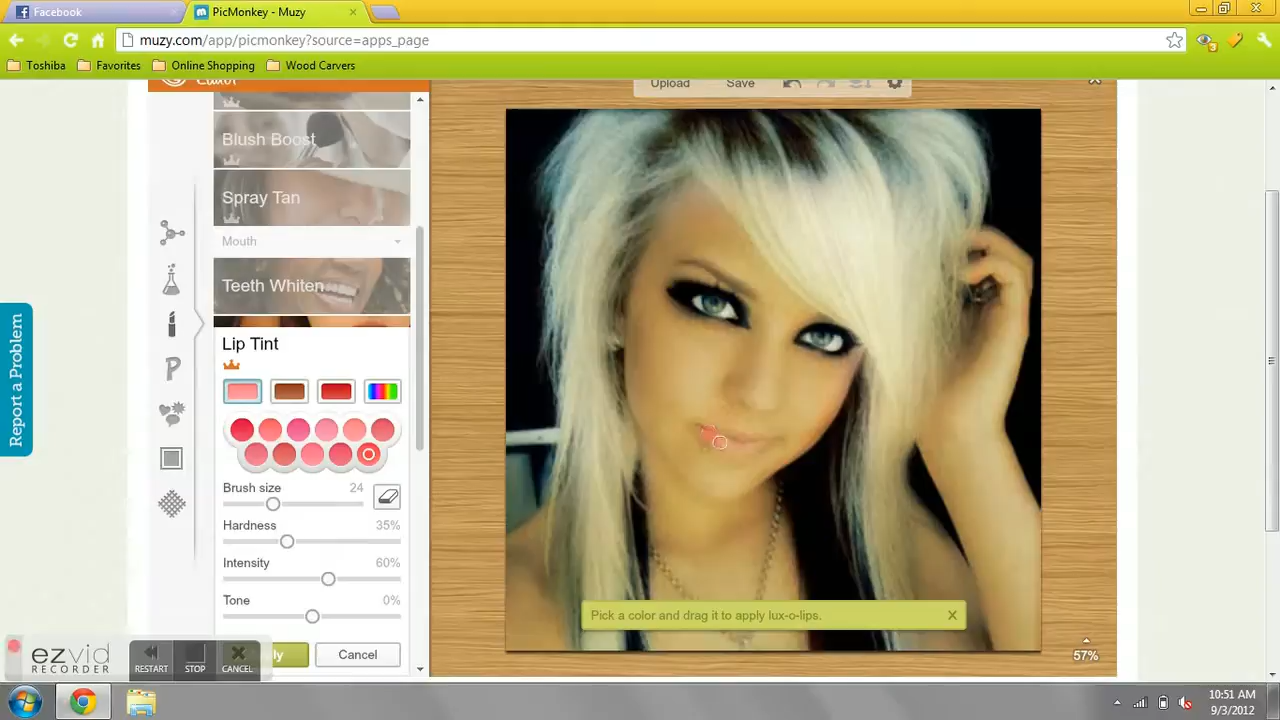 Facebook
PicMonkey - Muzy
muzy.com/app/picmonkey?source=apps_page
3
Toshiba
Favorites
Online Shopping
Wood Carvers
Upload
Save
Blush Boost
Spray Tan
Mouth
Teeth Whiten
Lip Tint
Brush size 24
Hardness 35%
Intensity 60%
Tone 0%
Cancel
Report a Problem
Pick a color and drag it to apply lux-o-lips.
57%
ezvid
RECORDER
RESTART
STOP
CANCEL
10:51 AM
9/3/2012